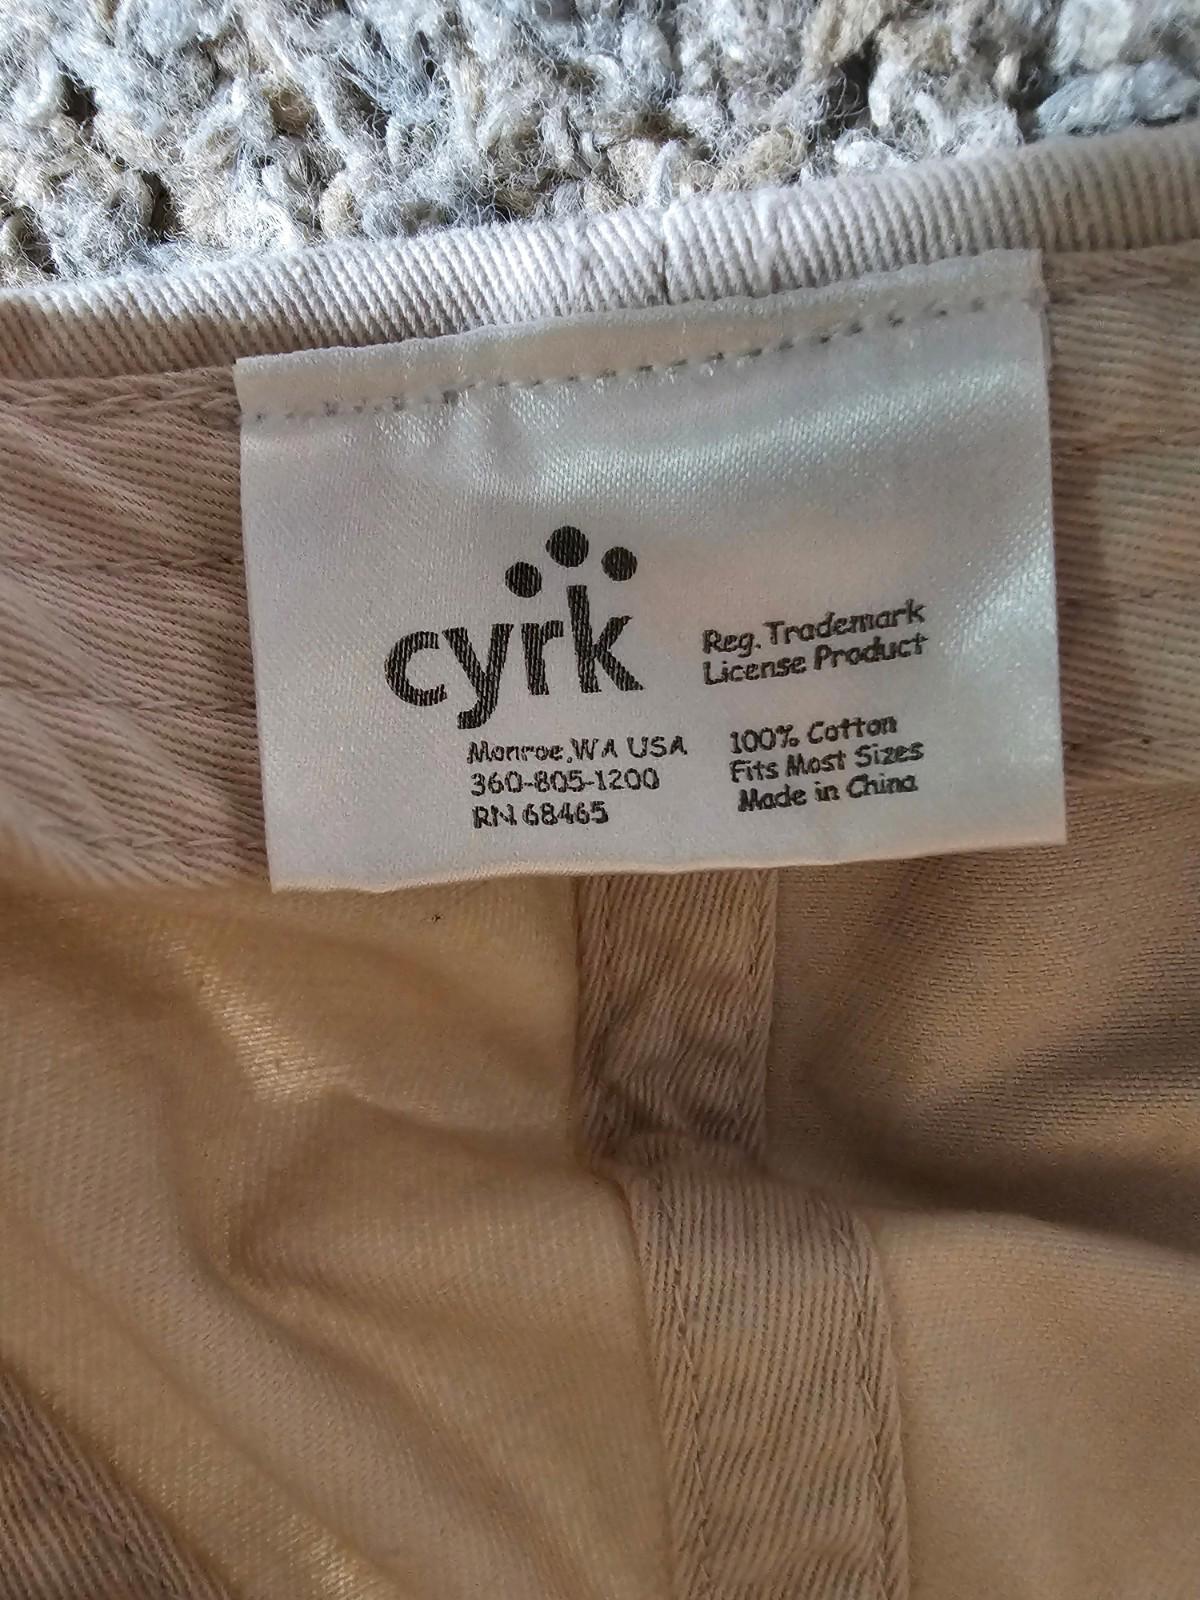 cyrk
Monroe, WA USA
360-805-1200
RN 68465
Reg. Trademark
License Product
100% Cotton
Fits Most Sizes
Made in China